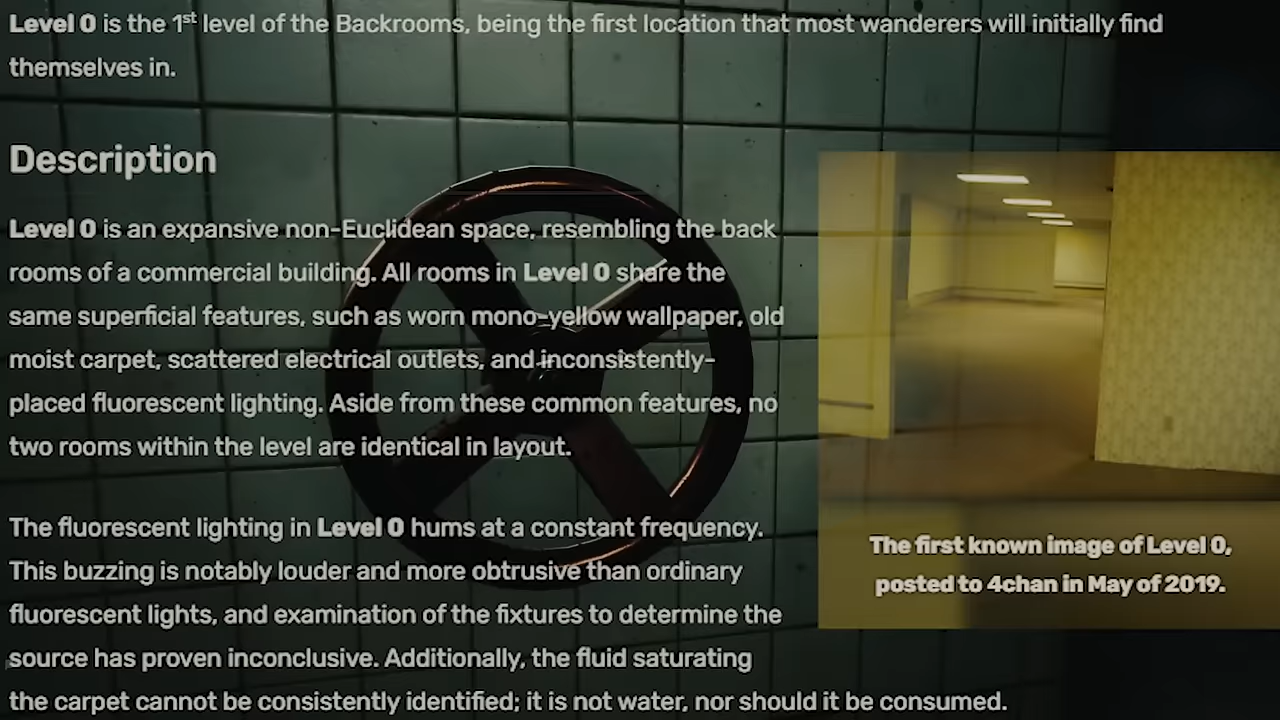 Level 0 is the 1st level of the Backrooms, being the first location that most wanderers will initially find
themselves in.
Description
Level 0 is an expansive non-Euclidean space, resembling the back
rooms of a commercial building. All rooms in Level 0 share the
same superficial features, such as worn mono-yellow wallpaper, old
moist carpet, scattered electrical outlets, and inconsistently-
placed fluorescent lighting. Aside from these common features, no
two rooms within the level are identical in layout.
The fluorescent lighting in Level 0 hums at a constant frequency.
This buzzing is notably louder and more obtrusive than ordinary
fluorescent lights, and examination of the fixtures to determine the
source has proven inconclusive. Additionally, the fluid saturating
the carpet cannot be consistently identified; it is not water, nor should it be consumed.
The first known image of Level 0,
posted to 4chan in May of 2019.